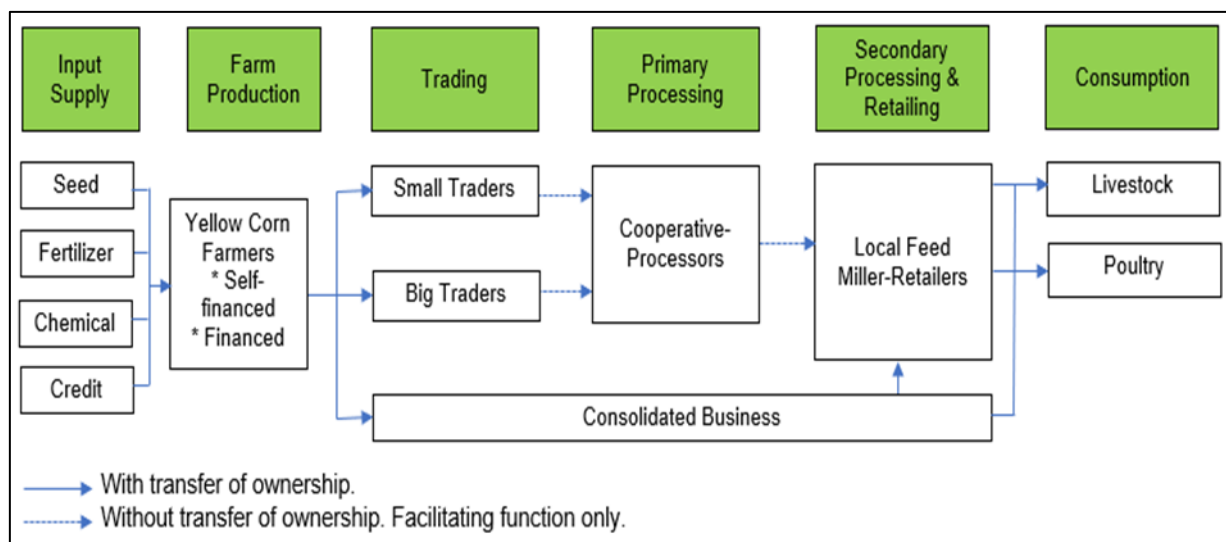 Input
Supply
Farm
Production
Trading
Primary
Processing
Secondary
Processing &
Retailing
Consumption
Seed
Fertilizer
Chemical
Credit
Yellow Corn
Farmers
* Self-
financed
* Financed
Small Traders
Big Traders
Cooperative-
Processors
Local Feed
Miller-Retailers
Livestock
Poultry
Consolidated Business
With transfer of ownership.
Without transfer of ownership. Facilitating function only.